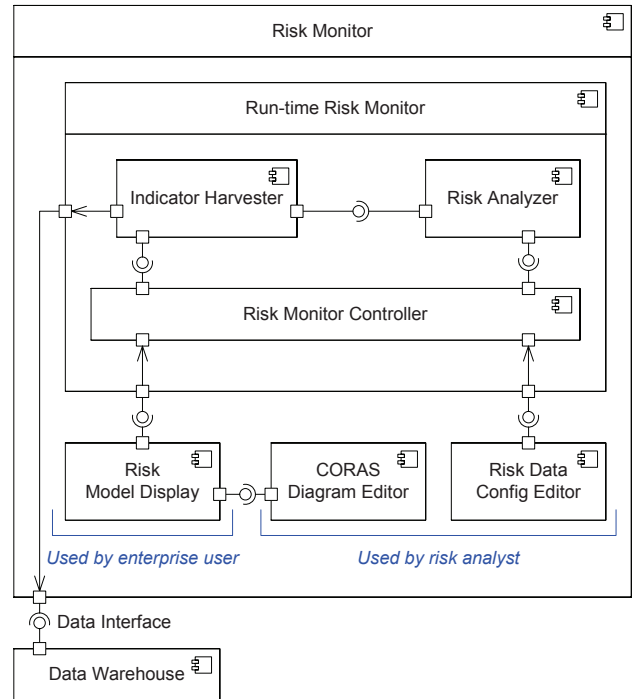 Risk Monitor
Run-time Risk Monitor
Indicator Harvester
Risk Analyzer
Risk Monitor Controller
Risk
Model Display
CORAS
Diagram Editor
Risk Data
Config Editor
Used by enterprise user
Used by risk analyst
Data Interface
Data Warehouse